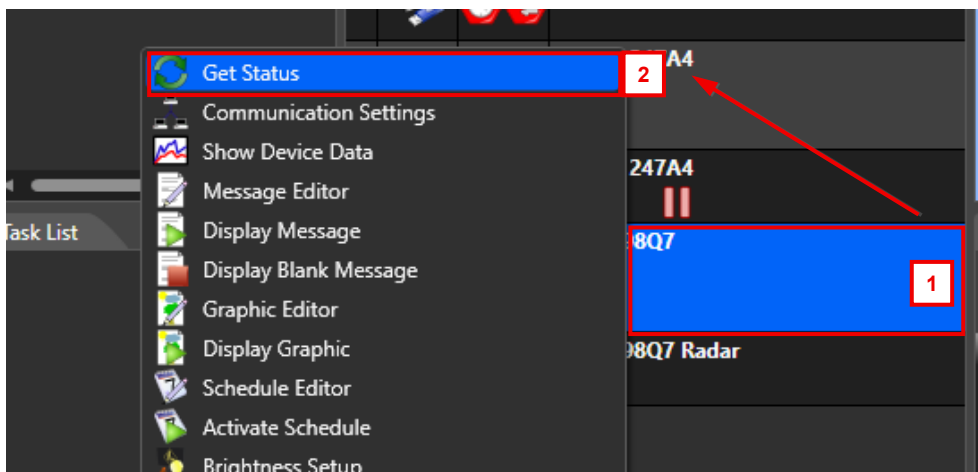 Get Status
2
A4
Communication Settings
Show Device Data
247A4
Message Editor
Task List
Display Message
98Q7
Display Blank Message
1
Graphic Editor
Display Graphic
98Q7 Radar
Schedule Editor
Activate Schedule
Brightness Setup